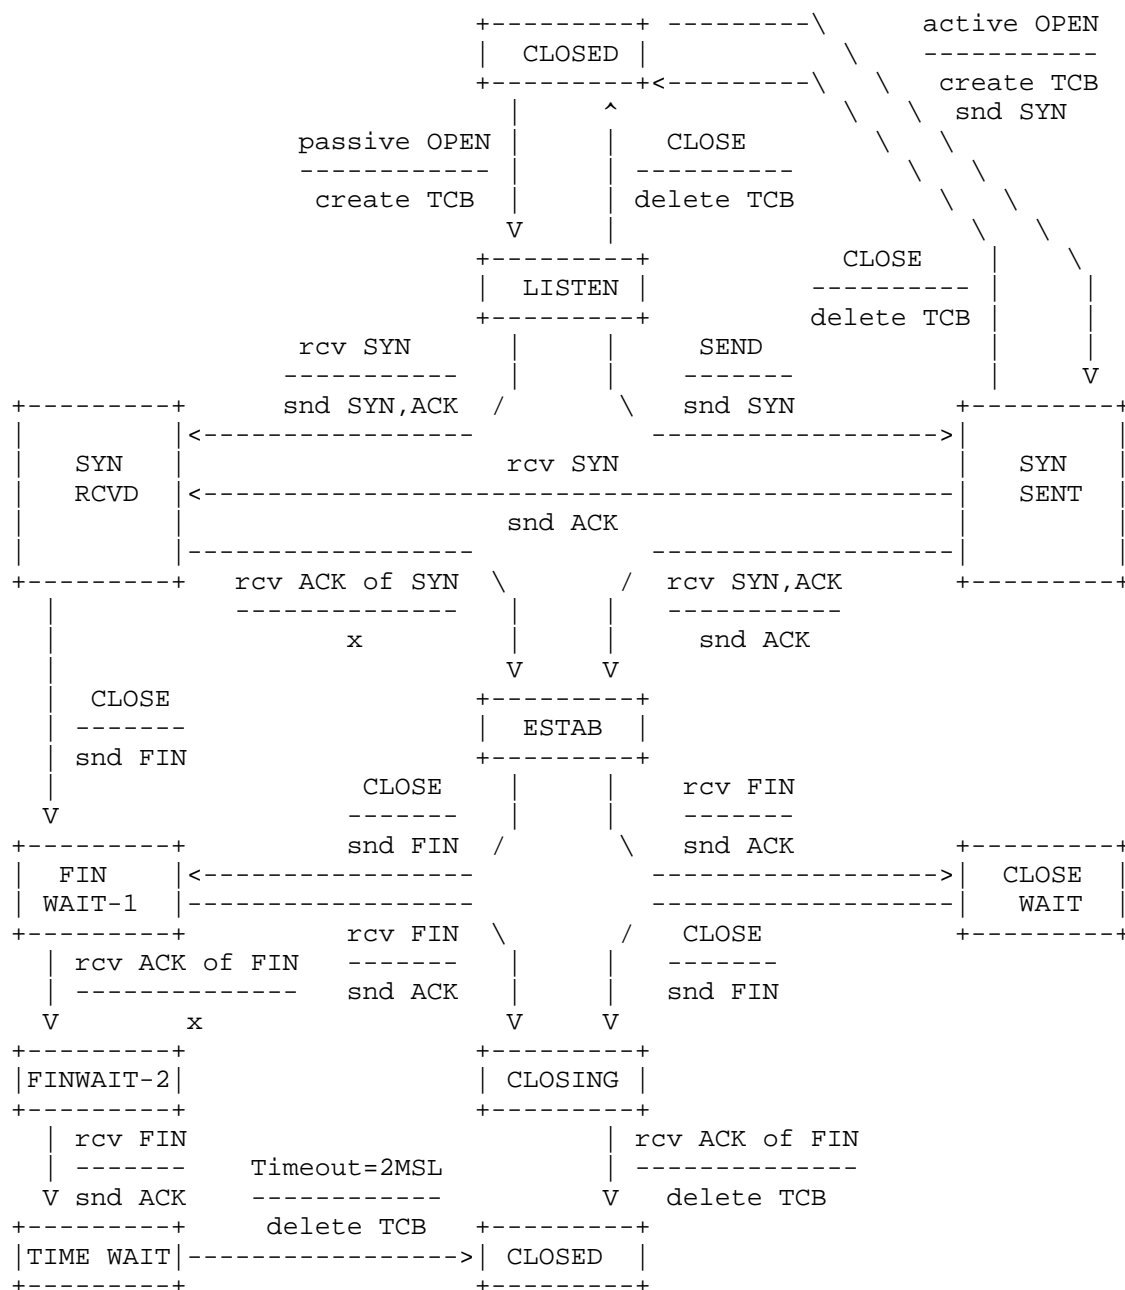 +---------+ ---------\      active OPEN
|  CLOSED |            \    -----------
+---------+<---------\   \   create TCB
  |     ^              \   \  snd SYN
passive OPEN |     |   CLOSE        \   \
------------ |     | ----------       \   \
create TCB  |     | delete TCB         \   \
V     |                      \   \
+---------+            CLOSE    |    \
|  LISTEN |          ---------- |     |
+---------+          delete TCB |     |
rcv SYN      |     |     SEND              |     |
-----------   |     |    -------            |     V
+---------+      snd SYN,ACK  /       \   snd SYN          +---------+
|         |<-----------------           ------------------>|         |
|   SYN   |                    rcv SYN                     |   SYN   |
|   RCVD  |<-----------------------------------------------|   SENT  |
|         |                    snd ACK                     |         |
|         |------------------           -------------------|         |
+---------+   rcv ACK of SYN  \       /  rcv SYN,ACK       +---------+
  |           --------------   |     |   -----------
  |                  x         |     |     snd ACK
  |                            V     V
  |  CLOSE                   +---------+
  | -------                  |  ESTAB  |
  | snd FIN                  +---------+
  |                   CLOSE    |     |    rcv FIN
  V                  -------   |     |    -------
+---------+          snd FIN  /       \   snd ACK          +---------+
|  FIN    |<-----------------           ------------------>|  CLOSE  |
| WAIT-1  |------------------           -------------------|   WAIT  |
+---------+          rcv FIN  \       /   CLOSE            +---------+
  | rcv ACK of FIN   -------   |     |   -------
  | --------------   snd ACK   |     |   snd FIN
  V        x                   V     V
+---------+                  +---------+
|FINWAIT-2|                  | CLOSING |
+---------+                  +---------+
  | rcv FIN                          | rcv ACK of FIN
  | -------    Timeout=2MSL          | --------------
  V snd ACK    ------------          V   delete TCB
+---------+     delete TCB   +---------+
|TIME WAIT|----------------->| CLOSED  |
+---------+                  +---------+